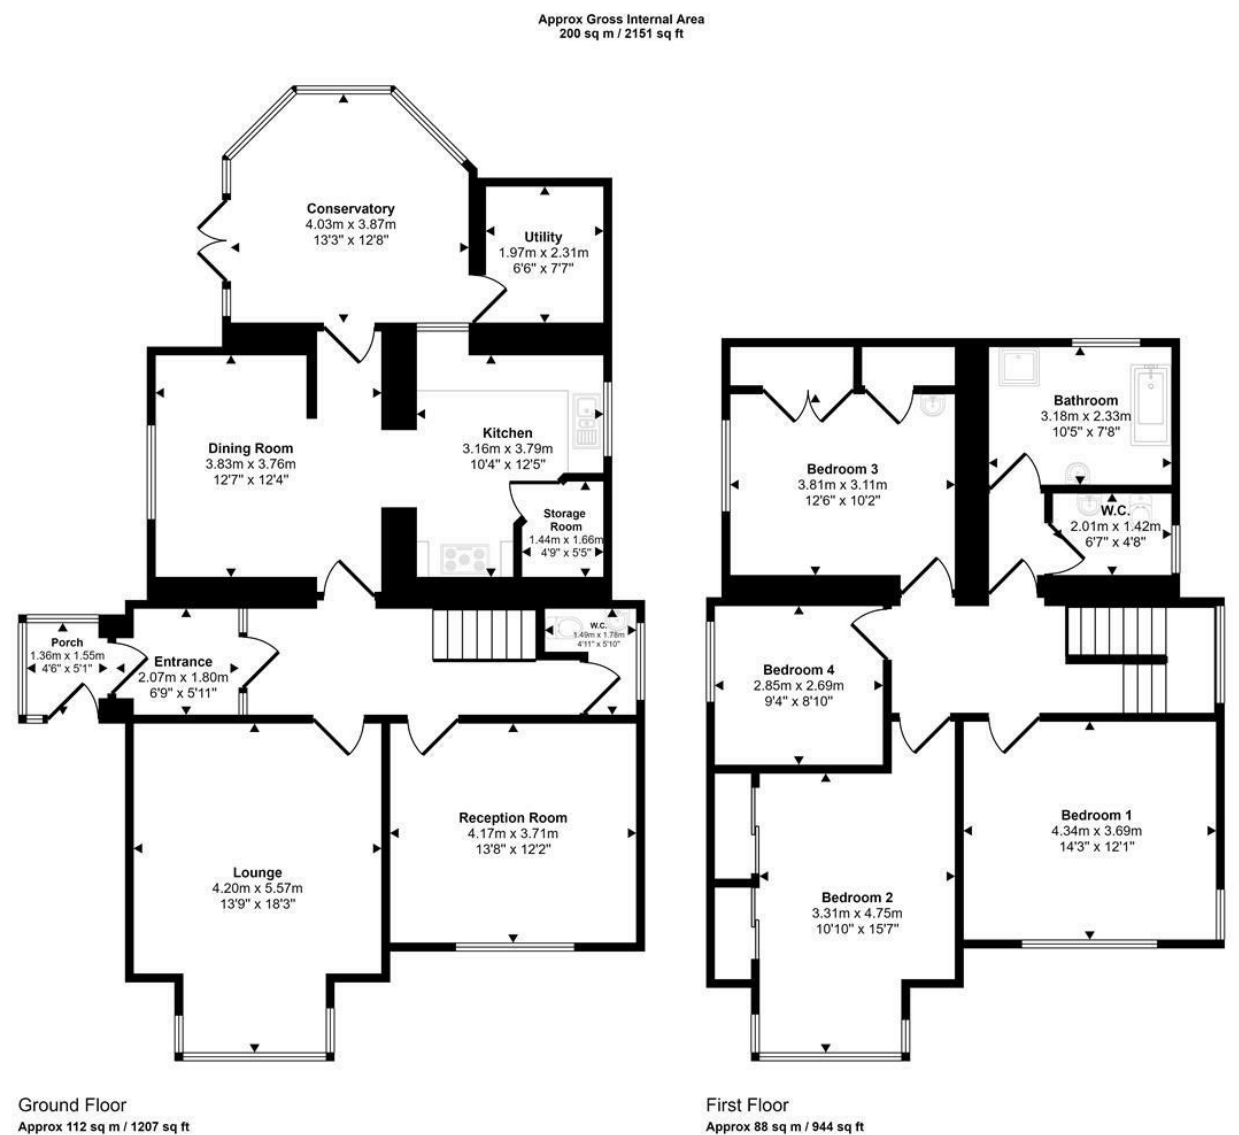 Approx Gross Internal Area
200 sq m / 2151 sq ft
Conservatory
4.03m x 3.87m
13'3" x 12'8"
Utility
1.97m x 2.31m
6'6" x 7'7"
Dining Room
3.83m x 3.76m
12'7" x 12'4"
Kitchen
3.16m x 3.79m
10'4" x 12'5"
Storage
Room
1.44m x 1.66m
4'9" x 5'5"
Porch
1.36m x 1.55m
4'6" x 5'1"
Entrance
2.07m x 1.80m
6'9" x 5'11"
W.C.
1.49m x 1.78m
4'11" x 5'10"
Lounge
4.20m x 5.57m
13'9" x 18'3"
Reception Room
4.17m x 3.71m
13'8" x 12'2"
Ground Floor
Approx 112 sq m / 1207 sq ft
Bedroom 3
3.81m x 3.11m
12'6" x 10'2"
Bathroom
3.18m x 2.33m
10'5" x 7'8"
W.C.
2.01m x 1.42m
6'7" x 4'8"
Bedroom 4
2.85m x 2.69m
9'4" x 8'10"
Bedroom 2
3.31m x 4.75m
10'10" x 15'7"
Bedroom 1
4.34m x 3.69m
14'3" x 12'1"
First Floor
Approx 88 sq m / 944 sq ft